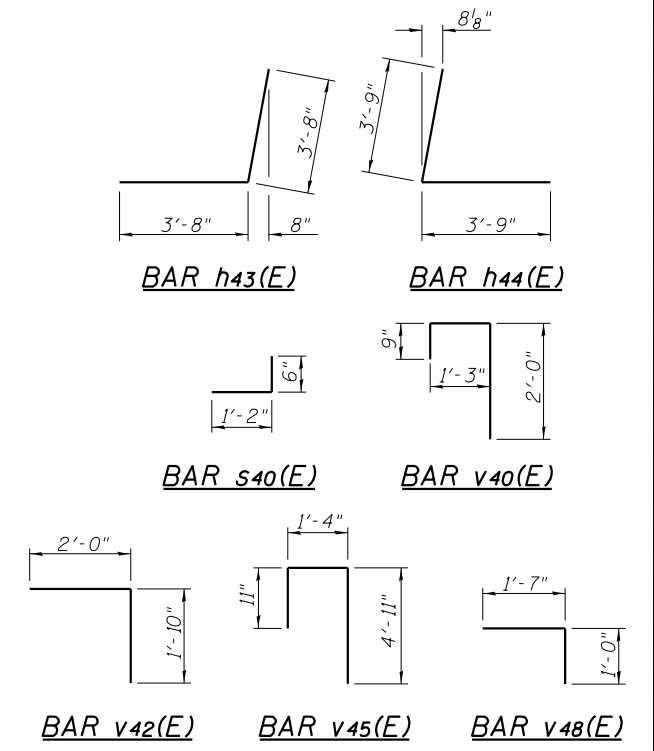 8⅛"
3'-8"
3'-9"
3'-8"
8"
3'-9"
BAR h43(E)
BAR h44(E)
9"
1'-3"
2'-0"
6"
1'-2"
BAR s40(E)
BAR v40(E)
1'-4"
2'-0"
1'-10"
11"
4'-11"
1'-7"
1'-0"
BAR v42(E)
BAR v45(E)
BAR v48(E)